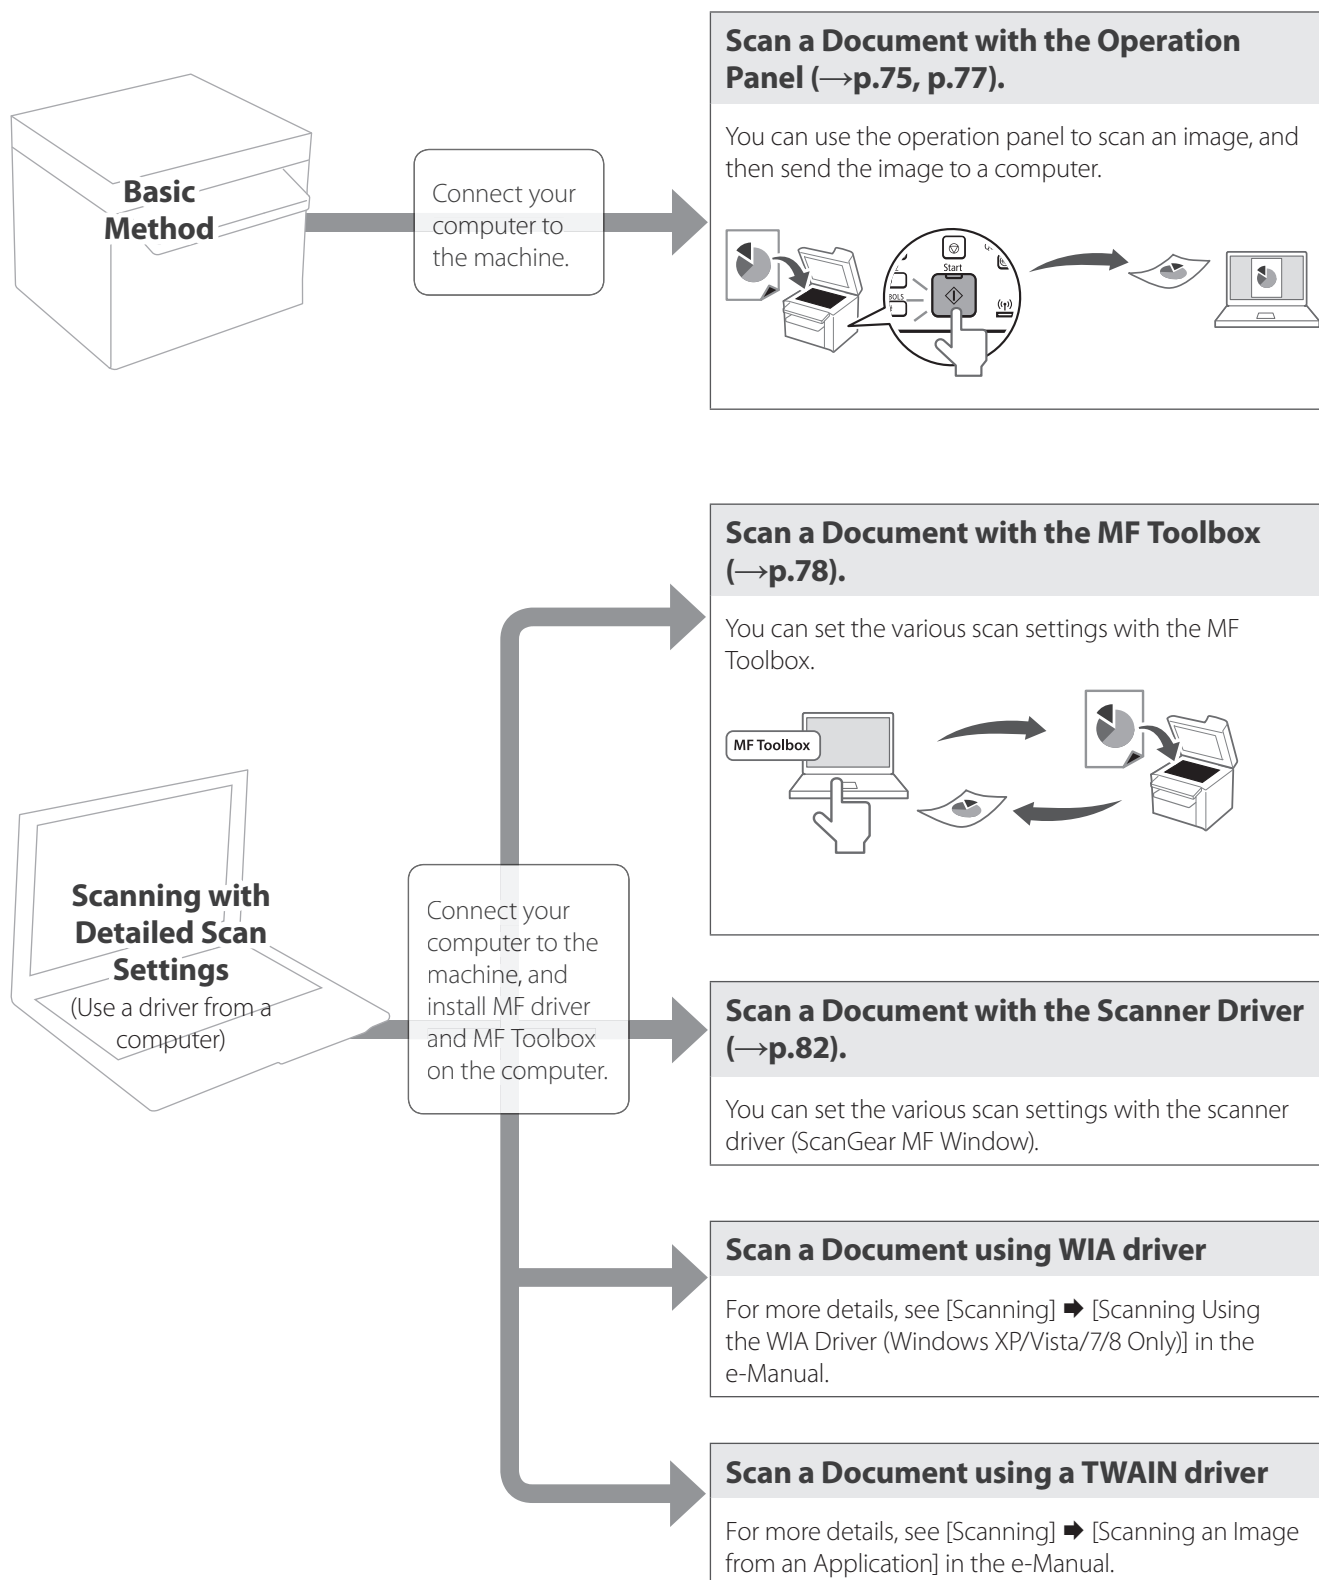 Basic
Method
Connect your
computer to
the machine.
Scan a Document with the Operation
Panel (→p.75, p.77).
You can use the operation panel to scan an image, and
then send the image to a computer.
Start
Scanning with
Detailed Scan
Settings
(Use a driver from a
computer)
Connect your
computer to the
machine, and
install MF driver
and MF Toolbox
on the computer.
Scan a Document with the MF Toolbox
(→p.78).
You can set the various scan settings with the MF
Toolbox.
MF Toolbox
Scan a Document with the Scanner Driver
(→p.82).
You can set the various scan settings with the scanner
driver (ScanGear MF Window).
Scan a Document using WIA driver
For more details, see [Scanning] ➡ [Scanning Using
the WIA Driver (Windows XP/Vista/7/8 Only)] in the
e-Manual.
Scan a Document using a TWAIN driver
For more details, see [Scanning] ➡ [Scanning an Image
from an Application] in the e-Manual.